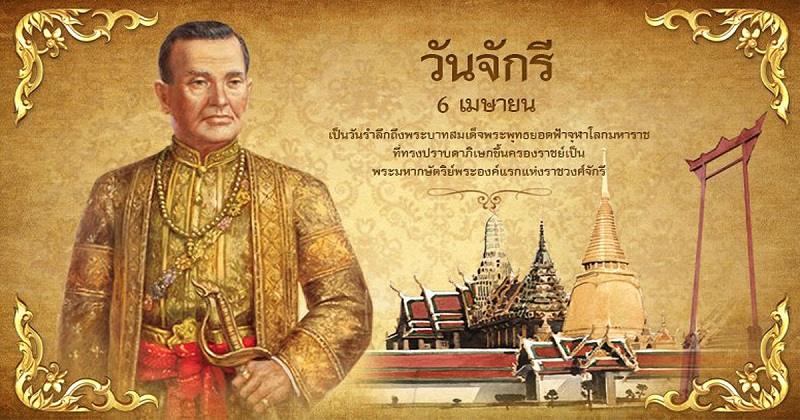 วันจักรี
6 เมษายน
เป็นวันรำลึกถึงพระบาทสมเด็จพระพุทธยอดฟ้าจุฬาโลกมหาราช
ที่ทรงปราบดาภิเษกขึ้นครองราชย์เป็น
พระมหากษัตริย์พระองค์แรกแห่งราชวงศ์จักรี